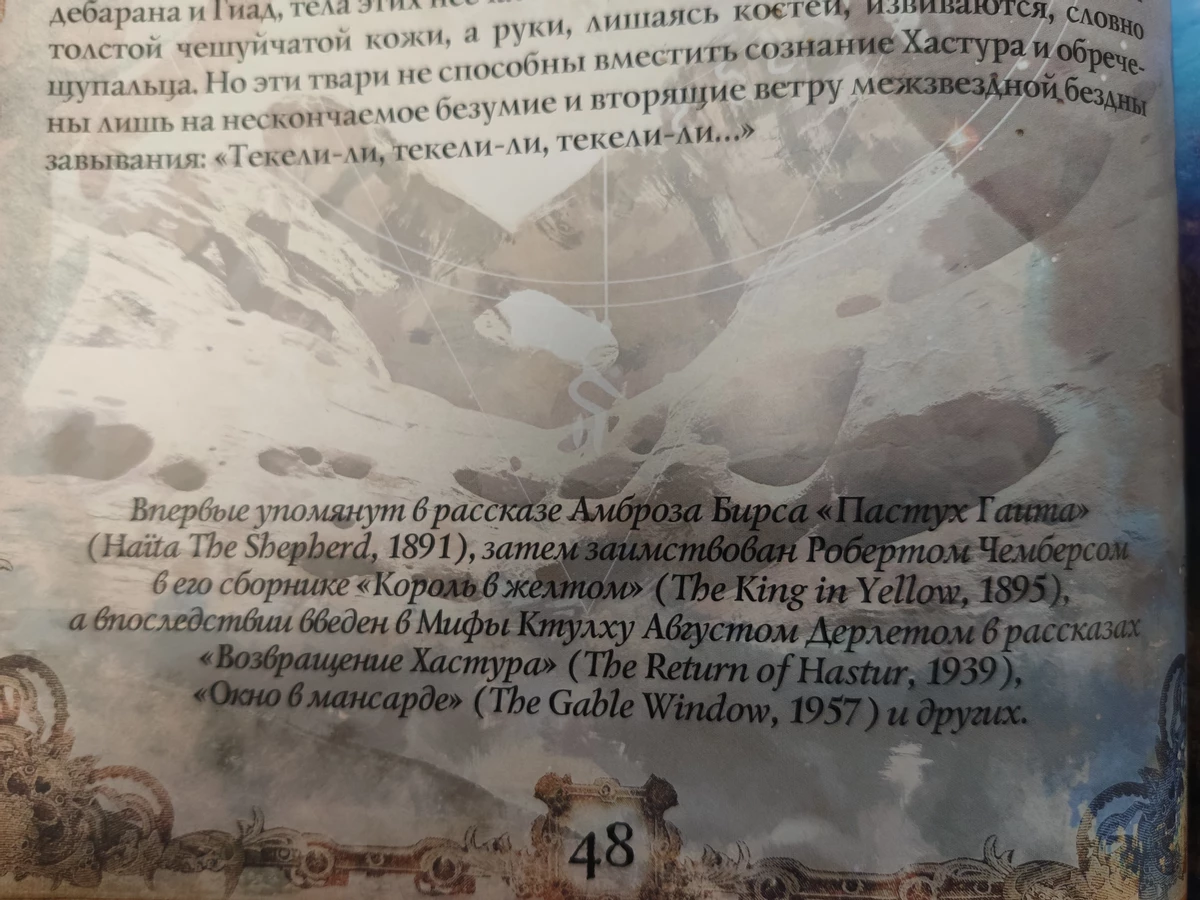 дебарана и Гиад, тела этих
толстой чешуйчатой кожи, а руки, лишаясь костей, извиваются, словно
щупальца. Но эти твари не способны вместить сознание Хастура и обрече-
ны лишь на нескончаемое безумие и вторящие ветру межзвездной бездны
завывания: «Текели-ли, текели-ли, текели-ли...»
Впервые упомянут в рассказе Амброза Бирса «Пастух Гаита»
(Haïta The Shepherd, 1891), затем заимствован Робертом Чемберсом
в его сборнике «Король в желтом» (The King in Yellow, 1895),
а впоследствии введен в Мифы Ктулху Августом Дерлетом в рассказах
«Возвращение Хастура» (The Return of Hastur, 1939),
«Окно в мансарде» (The Gable Window, 1957) и других.
48